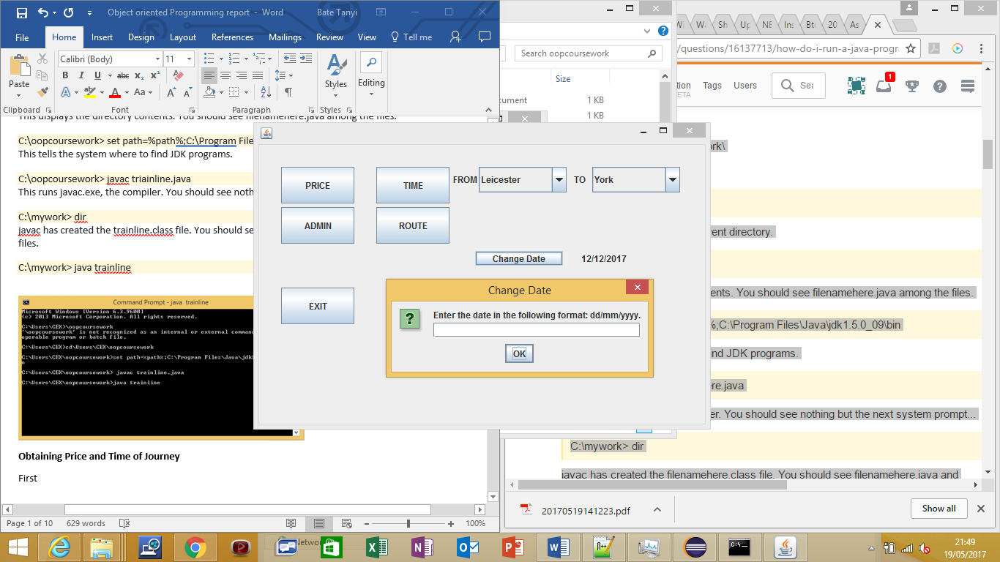 Object oriented Programming report - Word
Bate Tanyi
File
Home
Insert
Design
Layout
References
Mailings
Review
View
Tell me
Paste
Calibri (Body)
11
B I U abc x2 x2
Aa
Styles
Editing
Clipboard
Font
Paragraph
Styles
This displays the directory contents. You should see filenamehere.java among the files.
C:\oopcoursework> set path=%path%;C:\Program File
This tells the system where to find JDK programs.
C:\oopcoursework> javac triainline.java
This runs javac.exe, the compiler. You should see noth
C:\mywork> dir
javac has created the trainline.class file. You should se
files.
C:\mywork> java trainline
Command Prompt - java trainline
Microsoft Windows [Version 6.3.9600]
(c) 2013 Microsoft Corporation. All rights reserved.
C:\Users\CEX>\oopcoursework
'\oopcoursework' is not recognized as an internal or external comman
operable program or batch file.
C:\Users\CEX>cd\Users\CEX\oopcoursework
C:\Users\CEX\oopcoursework>set path=%path%;C:\Program Files\Java\jdk
n
C:\Users\CEX\oopcoursework> javac trainline.java
C:\Users\CEX\oopcoursework>java trainline
Obtaining Price and Time of Journey
First
Page 1 of 10
629 words
100%
Search oopcoursework
Size
cument
1 KB
1 KB
PRICE
TIME
FROM
Leicester
TO
York
ADMIN
ROUTE
Change Date
12/12/2017
EXIT
Change Date
Enter the date in the following format: dd/mm/yyyy.
OK
Sh
Up
NE
Ins
Bt
20
As
/questions/16137713/how-do-i-run-a-java-progra
tion
BETA
Tags
Users
Sea
1
ork\
rent directory.
ents. You should see filenamehere.java among the files.
%;C:\Program Files\Java\jdk1.5.0_09\bin
nd JDK programs.
re.java
er. You should see nothing but the next system prompt...
C:\mywork> dir
javac has created the filenamehere.class file. You should see filenamehere.java and
20170519141223.pdf
Show all
Network
21:49
19/05/2017